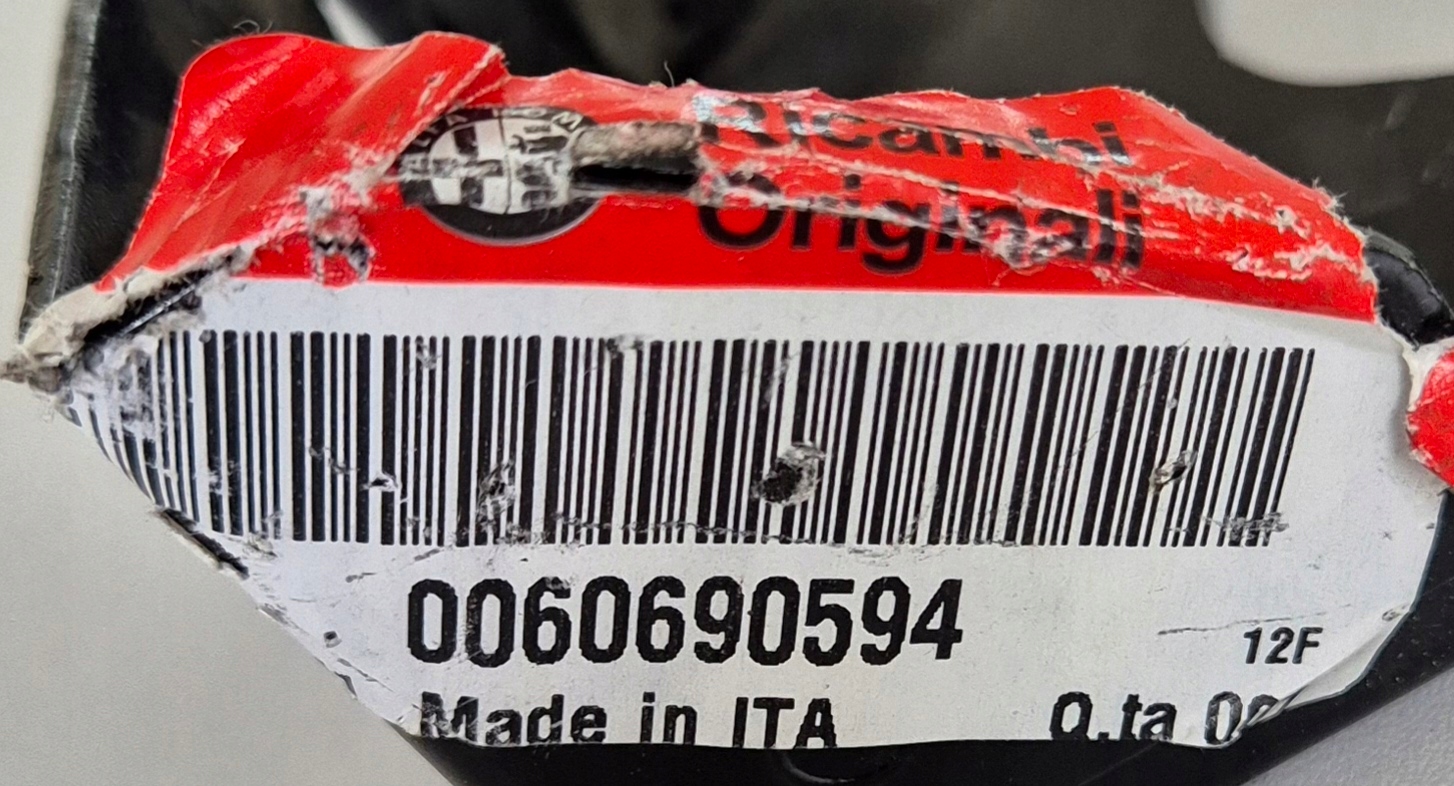 Ricambi
Originali
0060690594
12F
Made in ITA
Q.ta